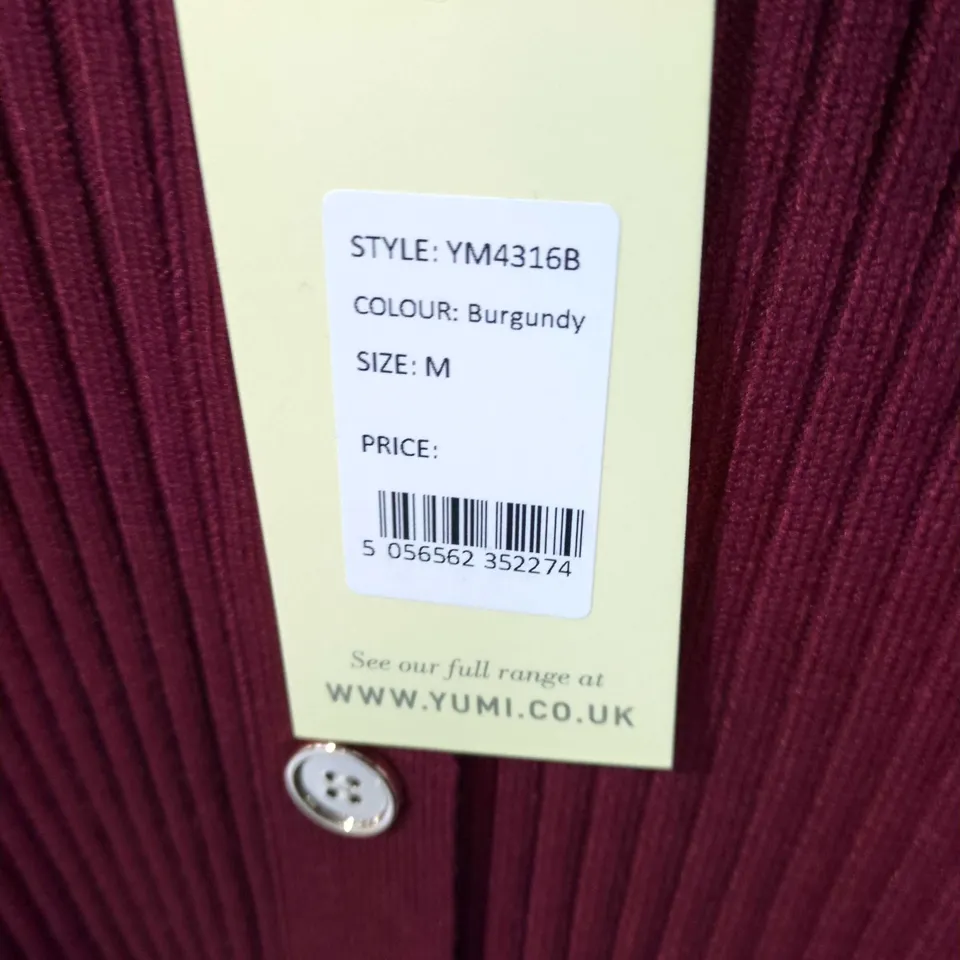 STYLE: YM4316B
COLOUR: Burgundy
SIZE: M
PRICE:
5 056562 352274
See our full range at
WWW.YUMI.CO.UK